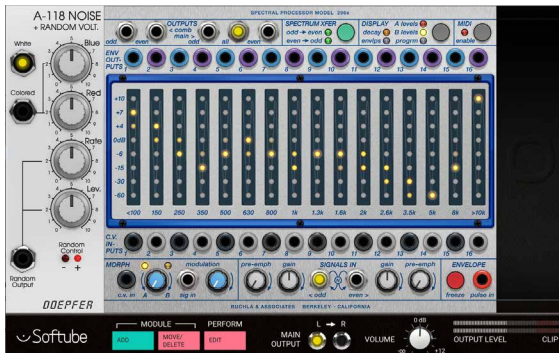 A-118 NOISE
+ RANDOM VOLT.
White
Blue
Colored
Red
Rate
Lev.
Random
Control
- +
Random
Output
DOEPFER
SPECTRAL PROCESSOR MODEL 296e
OUTPUTS
< comb
main >
odd even odd all even
SPECTRUM XFER
odd → even
even → odd
DISPLAY
decay
envlps
A levels
B levels
progrm
MIDI
enable
ENV
OUT-
PUTS
1 2 3 4 5 6 7 8 9 10 11 12 13 14 15 16
+10
+7
+4
0dB
-6
-15
-30
-60
<100 150 250 350 500 630 800 1k 1.3k 1.6k 2k 2.6k 3.5k 5k 8k >10k
C.V.
IN-
PUTS
1 2 3 4 5 6 7 8 9 10 11 12 13 14 15 16
MORPH
c.v. in
A B
modulation
sig in
pre-emph
gain
SIGNALS IN
< odd
even >
gain
pre-emph
ENVELOPE
freeze
pulse in
BUCHLA & ASSOCIATES BERKELEY - CALIFORNIA
Softube
MODULE
ADD
MOVE/
DELETE
PERFORM
EDIT
MAIN
OUTPUT
L → R
VOLUME
0 dB
-∞ +12
OUTPUT LEVEL
CLIP